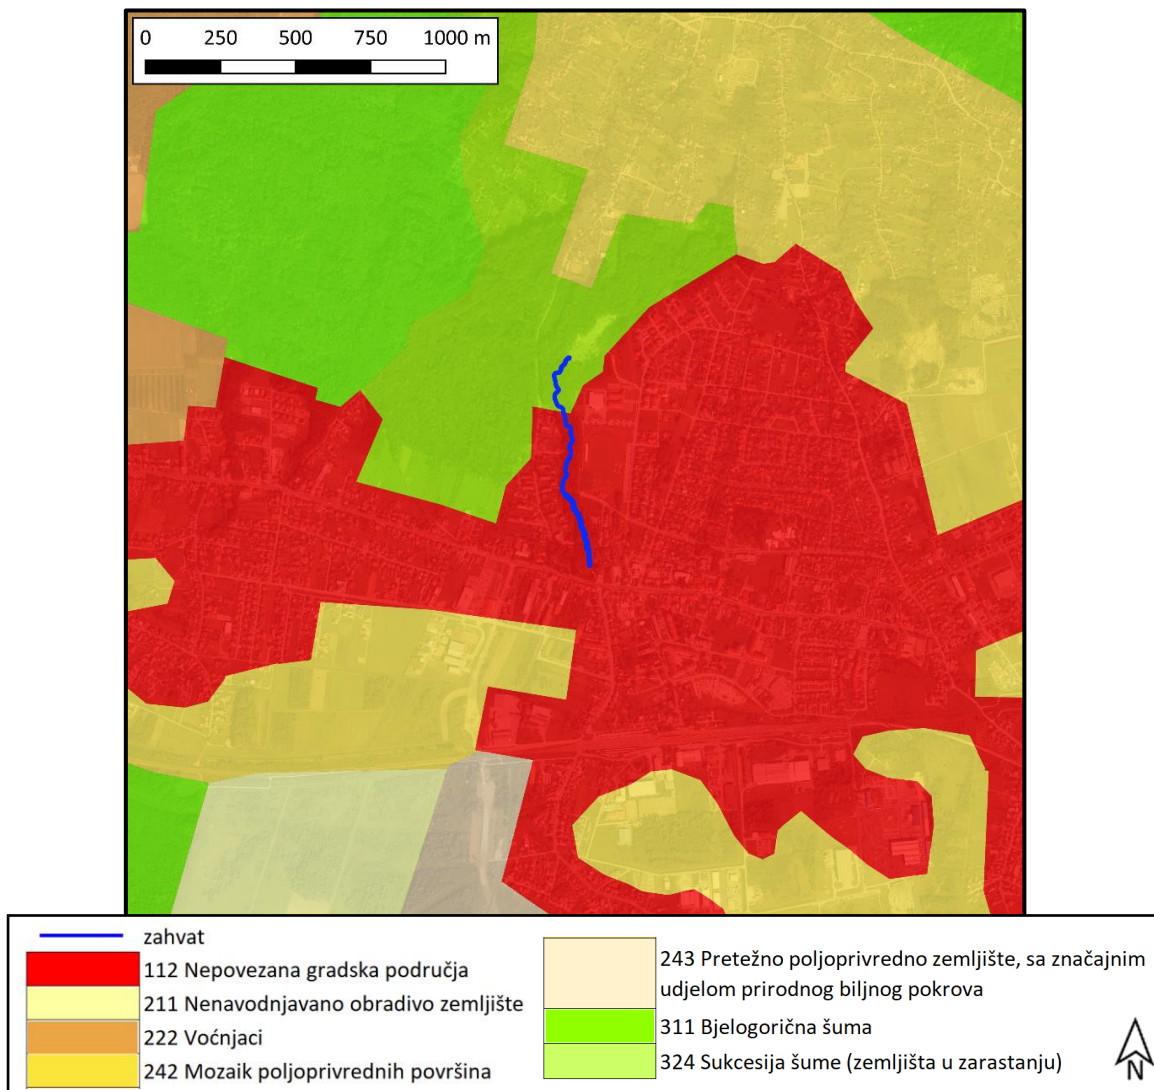 0 250 500 750 1000 m
zahvat
112 Nepovezana gradska područja
211 Nenavodnjavano obradivo zemljište
222 Voćnjaci
242 Mozaik poljoprivrednih površina
243 Pretežno poljoprivredno zemljište, sa značajnim
udjelom prirodnog biljnog pokrova
311 Bjelogorična šuma
324 Sukcesija šume (zemljišta u zarastanju)
N